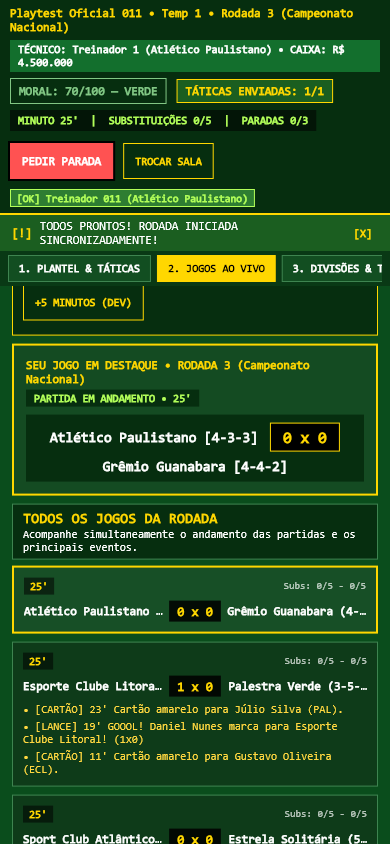 Playtest Oficial 011 • Temp 1 • Rodada 3 (Campeonato
Nacional)
TÉCNICO: Treinador 1 (Atlético Paulistano) • CAIXA: R$
4.500.000
MORAL: 70/100 — VERDE
TÁTICAS ENVIADAS: 1/1
MINUTO 25' | SUBSTITUIÇÕES 0/5 | PARADAS 0/3
PEDIR PARADA
TROCAR SALA
[OK] Treinador 011 (Atlético Paulistano)
[!] TODOS PRONTOS! RODADA INICIADA
SINCRONIZADAMENTE!
[X]
1. PLANTEL & TÁTICAS
2. JOGOS AO VIVO
3. DIVISÕES & T
+5 MINUTOS (DEV)
SEU JOGO EM DESTAQUE • RODADA 3 (Campeonato
Nacional)
PARTIDA EM ANDAMENTO • 25'
Atlético Paulistano [4-3-3] 0 x 0
Grêmio Guanabara [4-4-2]
TODOS OS JOGOS DA RODADA
Acompanhe simultaneamente o andamento das partidas e os
principais eventos.
25' Subs: 0/5 - 0/5
Atlético Paulistano … 0 x 0 Grêmio Guanabara (4-…
25' Subs: 0/5 - 0/5
Esporte Clube Litora… 1 x 0 Palestra Verde (3-5-…
• [CARTÃO] 23' Cartão amarelo para Júlio Silva (PAL).
• [LANCE] 19' GOOOL! Daniel Nunes marca para Esporte
Clube Litoral! (1x0)
• [CARTÃO] 11' Cartão amarelo para Gustavo Oliveira
(ECL).
25' Subs: 0/5 - 0/5
Sport Club Atlântico… 0 x 0 Estrela Solitária (5…